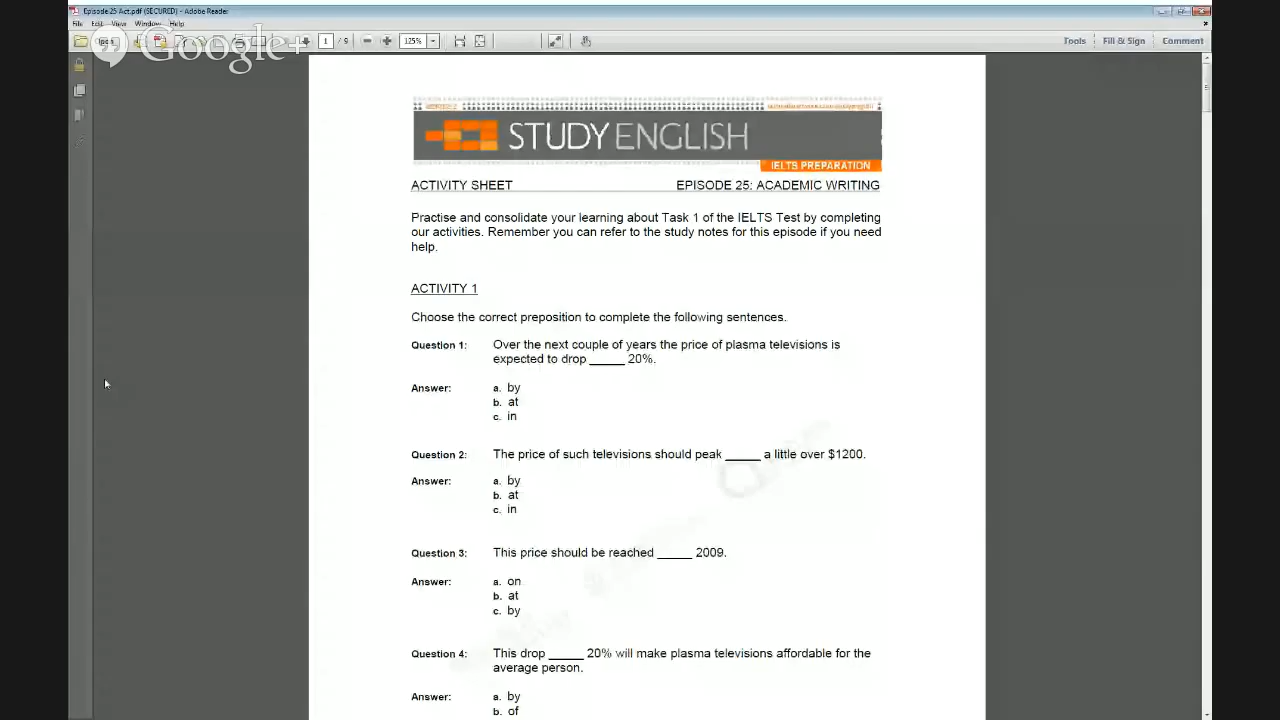 Episode 25 Act.pdf (SECURED) - Adobe Reader
File Edit View Window Help
Google+
Open
1 / 9
125%
Tools Fill & Sign Comment
STUDY ENGLISH
IELTS PREPARATION
ACTIVITY SHEET EPISODE 25: ACADEMIC WRITING
Practise and consolidate your learning about Task 1 of the IELTS Test by completing
our activities. Remember you can refer to the study notes for this episode if you need
help.
ACTIVITY 1
Choose the correct preposition to complete the following sentences.
Question 1: Over the next couple of years the price of plasma televisions is
expected to drop _____ 20%.
Answer: a. by
b. at
c. in
Question 2: The price of such televisions should peak _____ a little over $1200.
Answer: a. by
b. at
c. in
Question 3: This price should be reached _____ 2009.
Answer: a. on
b. at
c. by
Question 4: This drop _____ 20% will make plasma televisions affordable for the
average person.
Answer: a. by
b. of